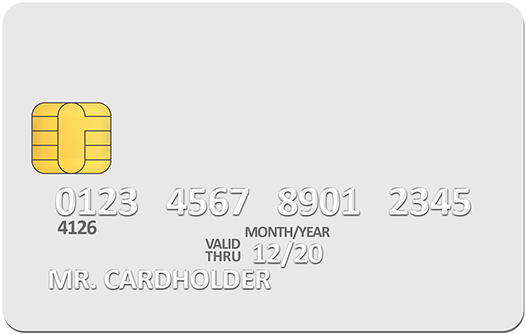 0123 4567 8901 2345
4126
MONTH/YEAR
VALID THRU 12/20
MR. CARDHOLDER